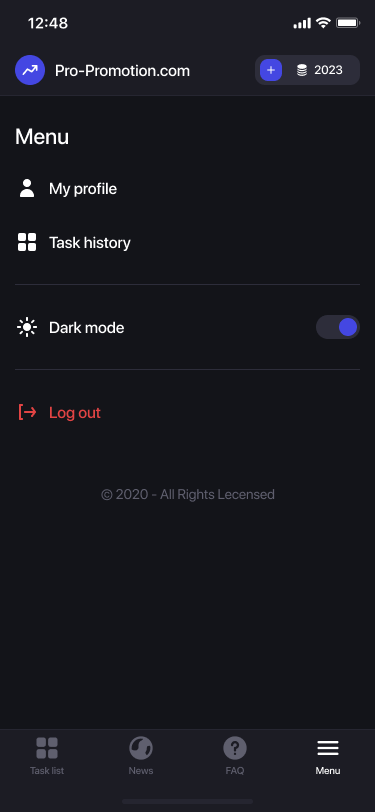 12:48
Pro-Promotion.com
2023
Menu
My profile
Task history
Dark mode
Log out
© 2020 - All Rights Lecensed
Task list
News
FAQ
Menu